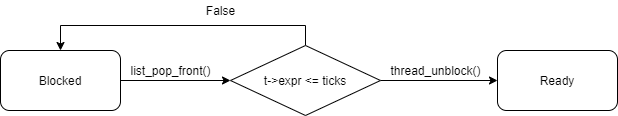 False
Blocked
list_pop_front()
t->expr <= ticks
thread_unblock()
Ready